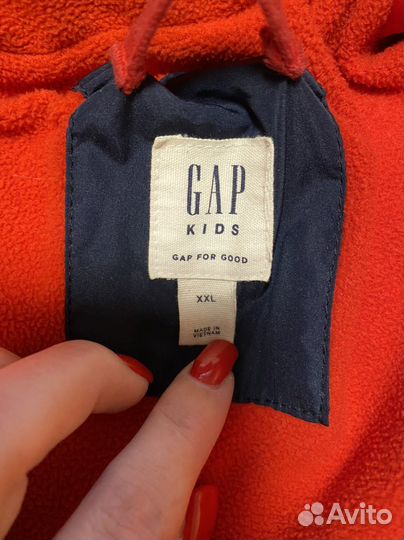 GAP
KIDS
GAP FOR GOOD
XXL
MADE IN
VIETNAM
Avito